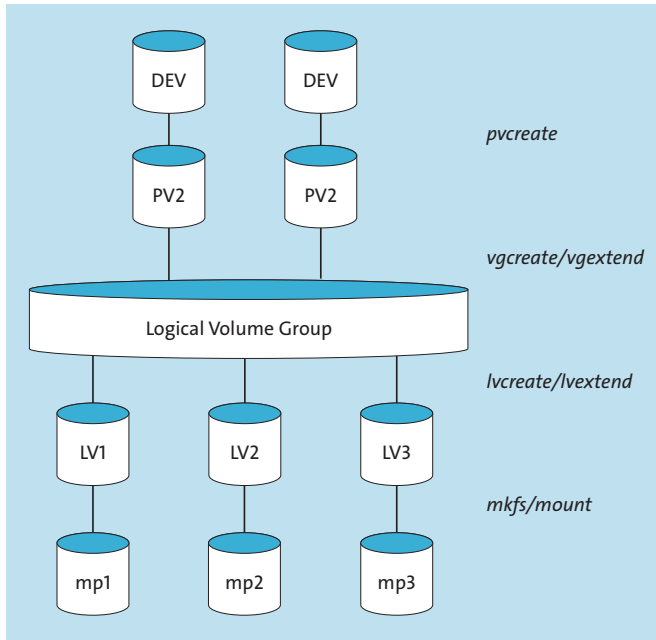 DEV DEV
pvcreate
PV2 PV2
vgcreate/vgextend
Logical Volume Group
lvcreate/lvextend
LV1 LV2 LV3
mkfs/mount
mp1 mp2 mp3